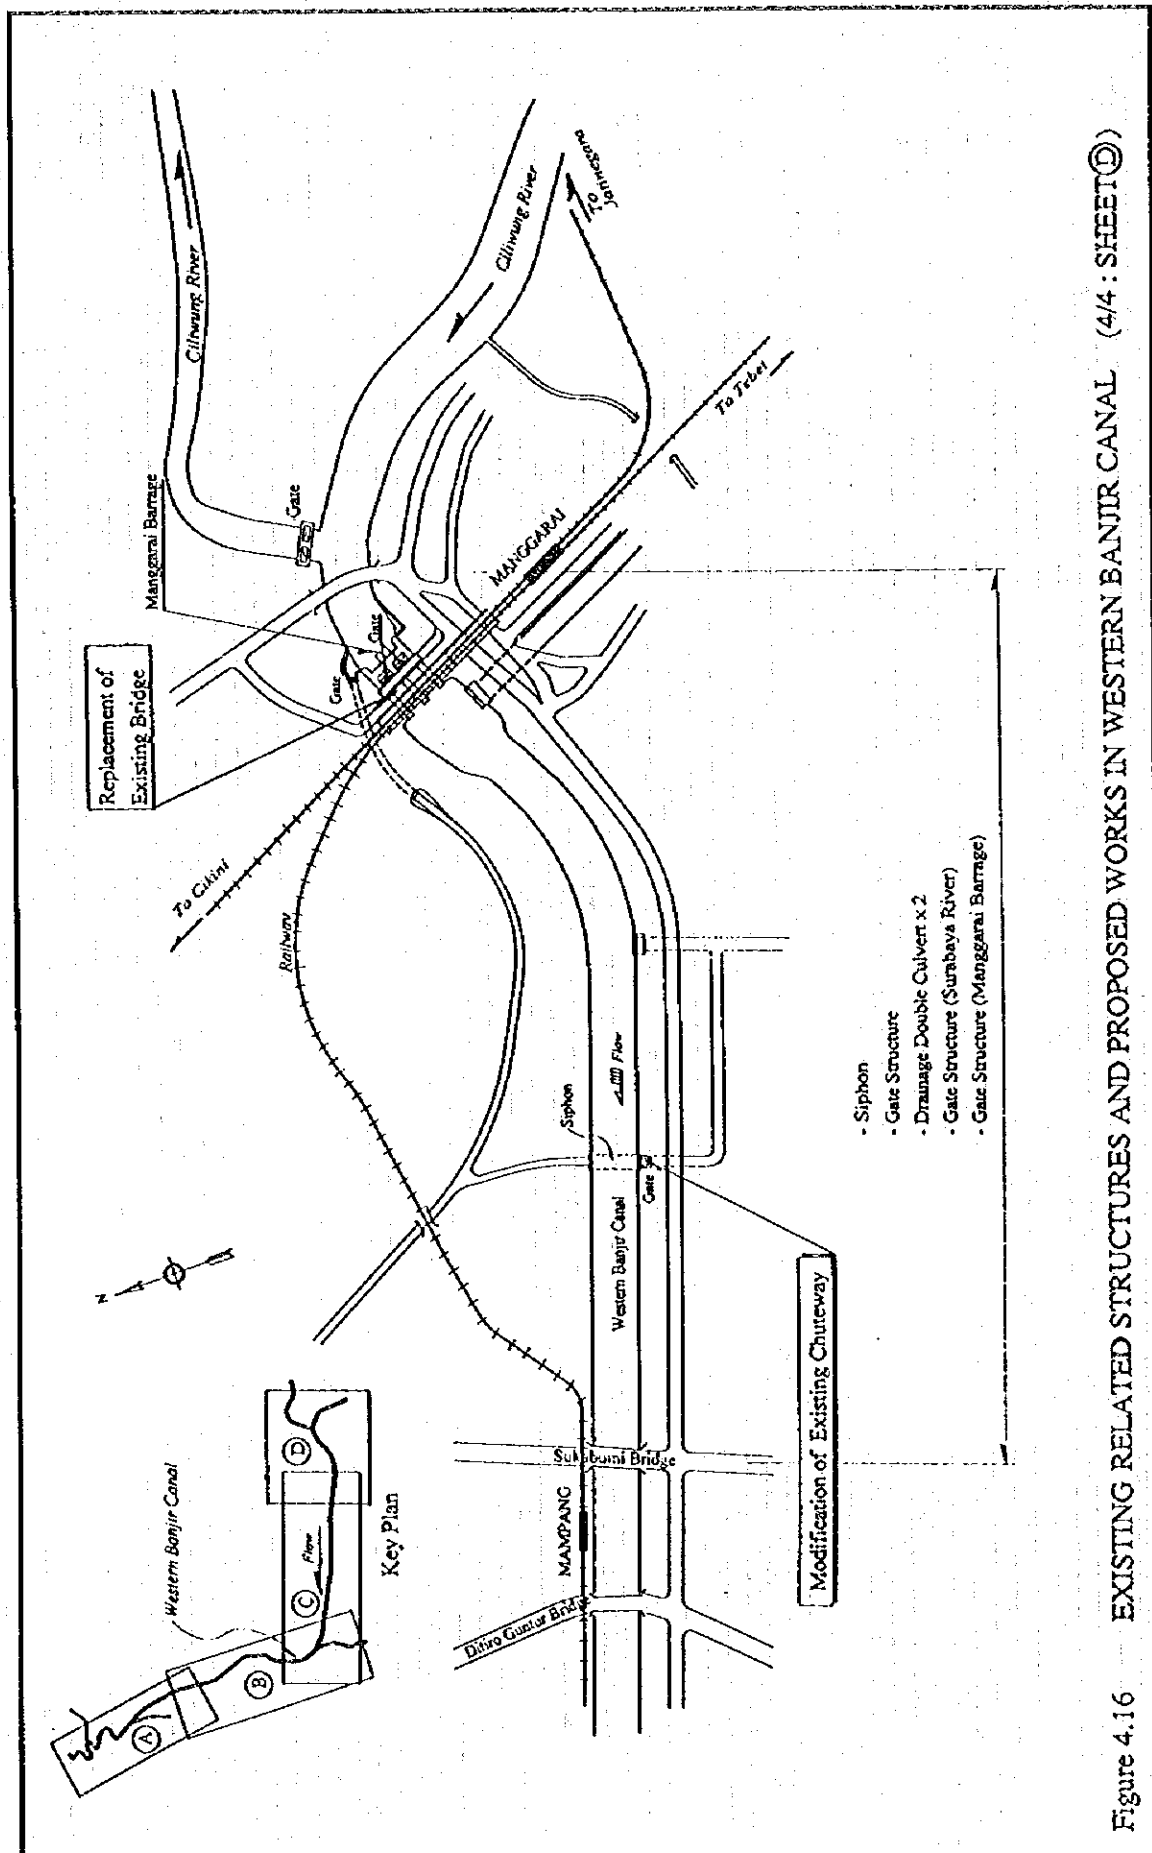 Ciliwung River
Manggarai Barrage
Gate
Ciliwung River
To
Jatinegara
Replacement of
Existing Bridge
Gate
Gate
MANGGARAI
To Tebet
To Cikini
Railway
Siphon
Flow
Western Banjir Canal
Gate
N
Western Banjir Canal
A
B
C
D
Flow
Key Plan
MAMPANG
Sukabumi Bridge
Modification of Existing Chuteway
- Siphon
- Gate Structure
- Drainage Double Culvert x 2
- Gate Structure (Surabaya River)
- Gate Structure (Manggarai Barrage)
Figure 4.16 EXISTING RELATED STRUCTURES AND PROPOSED WORKS IN WESTERN BANJIR CANAL (4/4 : SHEET Ⓓ)